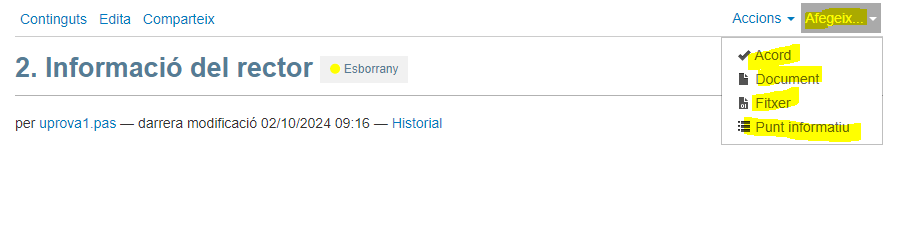 Continguts Edita Comparteix Accions Afegeix...
Acord
2. Informació del rector Esborrany
Document
Fitxer
per uprova1.pas — darrera modificació 02/10/2024 09:16 — Historial
Punt informatiu